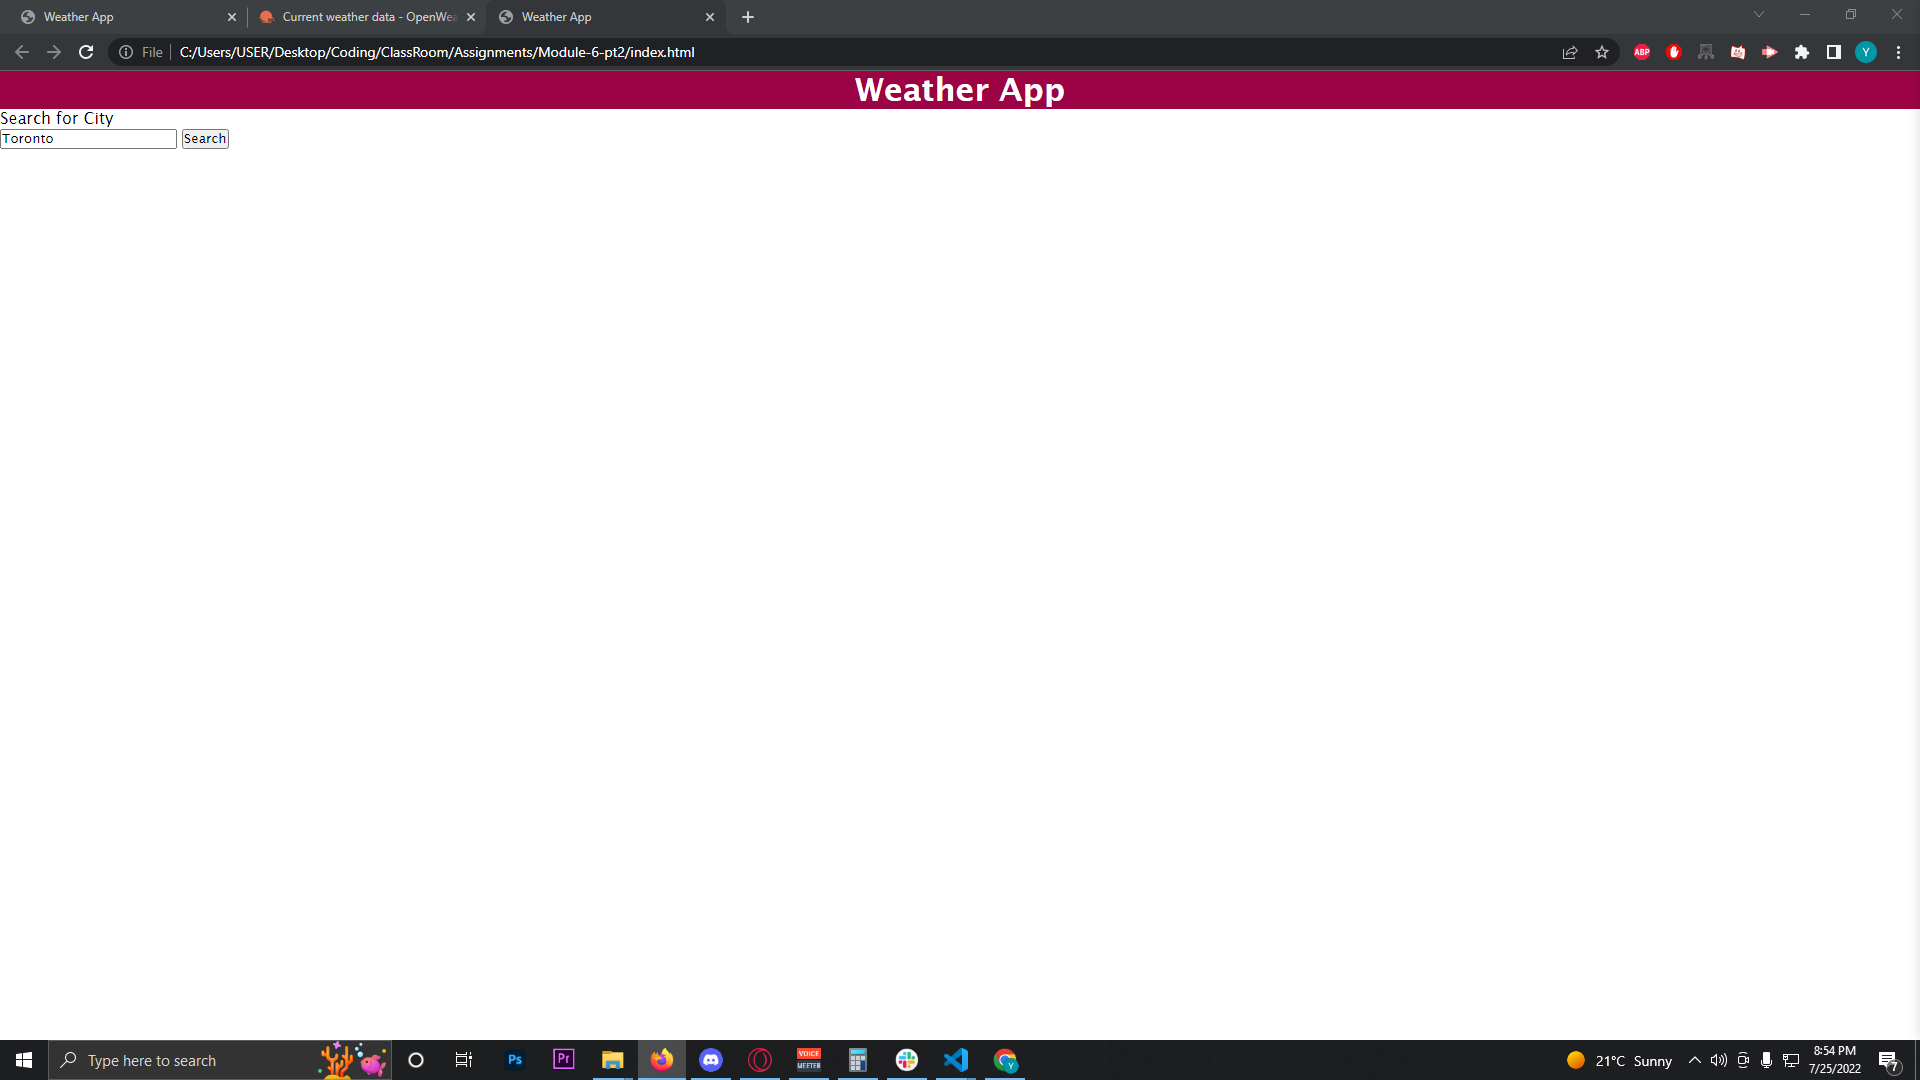 Weather App
Current weather data - OpenWea
Weather App
File
C:/Users/USER/Desktop/Coding/ClassRoom/Assignments/Module-6-pt2/index.html
ABP
Y
Weather App
Search for City
Toronto
Search
Type here to search
Ps
Pr
VOICE
MEETER
Y
21°C Sunny
8:54 PM
7/25/2022
7